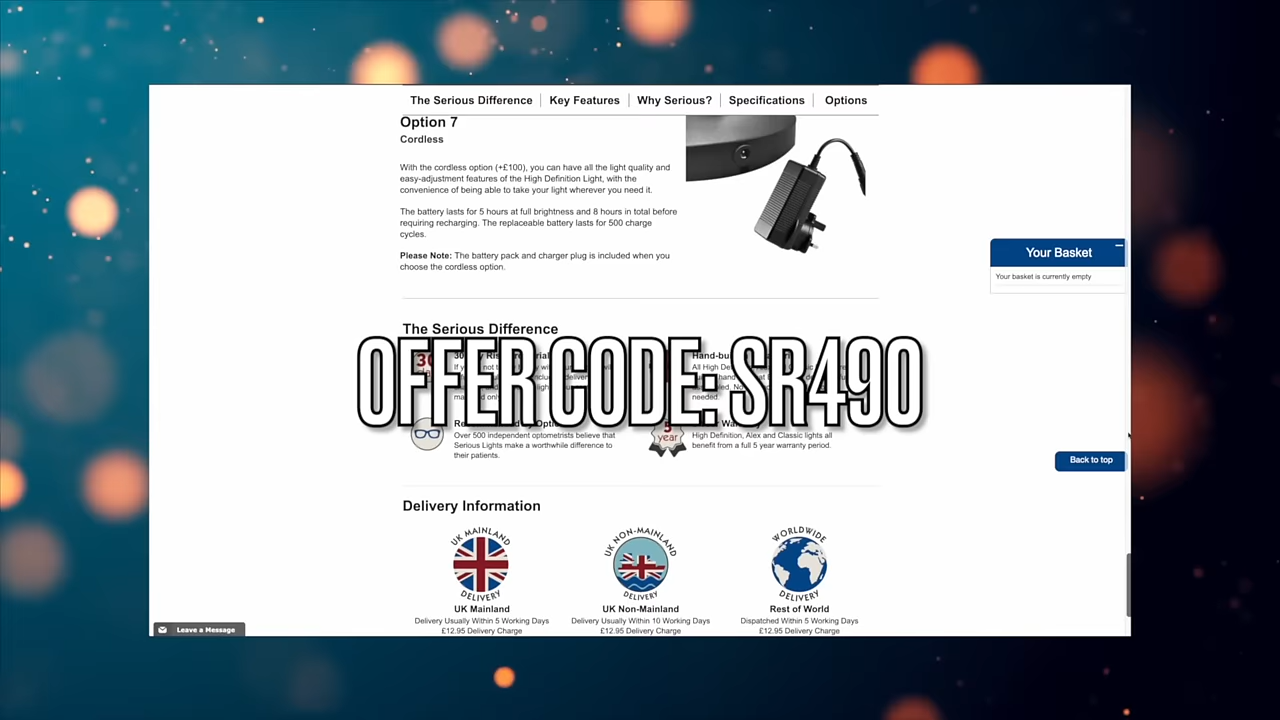 The Serious Difference
Key Features
Why Serious?
Specifications
Options
Option 7
Cordless
With the cordless option (+£100), you can have all the light quality and
easy-adjustment features of the High Definition Light, with the
convenience of being able to take your light wherever you need it.
The battery lasts for 5 hours at full brightness and 8 hours in total before
requiring recharging. The replaceable battery lasts for 500 charge
cycles.
Please Note: The battery pack and charger plug is included when you
choose the cordless option.
Your Basket
Your basket is currently empty
The Serious Difference
OFFER CODE: SR490
needed.
Over 500 independent optometrists believe that
Serious Lights make a worthwhile difference to
their patients.
5
year
High Definition, Alex and Classic lights all
benefit from a full 5 year warranty period.
Back to top
Delivery Information
UK MAINLAND
DELIVERY
UK NON-MAINLAND
DELIVERY
WORLDWIDE
DELIVERY
UK Mainland
UK Non-Mainland
Rest of World
Delivery Usually Within 5 Working Days
Delivery Usually Within 10 Working Days
Dispatched Within 5 Working Days
£12.95 Delivery Charge
£12.95 Delivery Charge
£12.95 Delivery Charge
Leave a Message